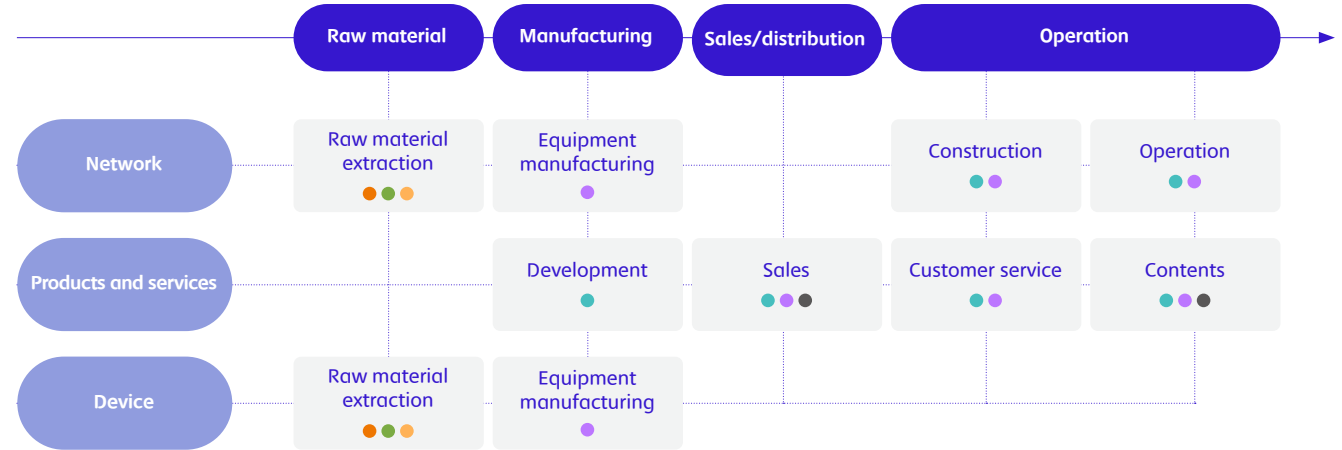 Raw material
Manufacturing
Sales/distribution
Operation
Network
Raw material
extraction
Equipment
manufacturing
Construction
Operation
Products and services
Development
Sales
Customer service
Contents
Device
Raw material
extraction
Equipment
manufacturing